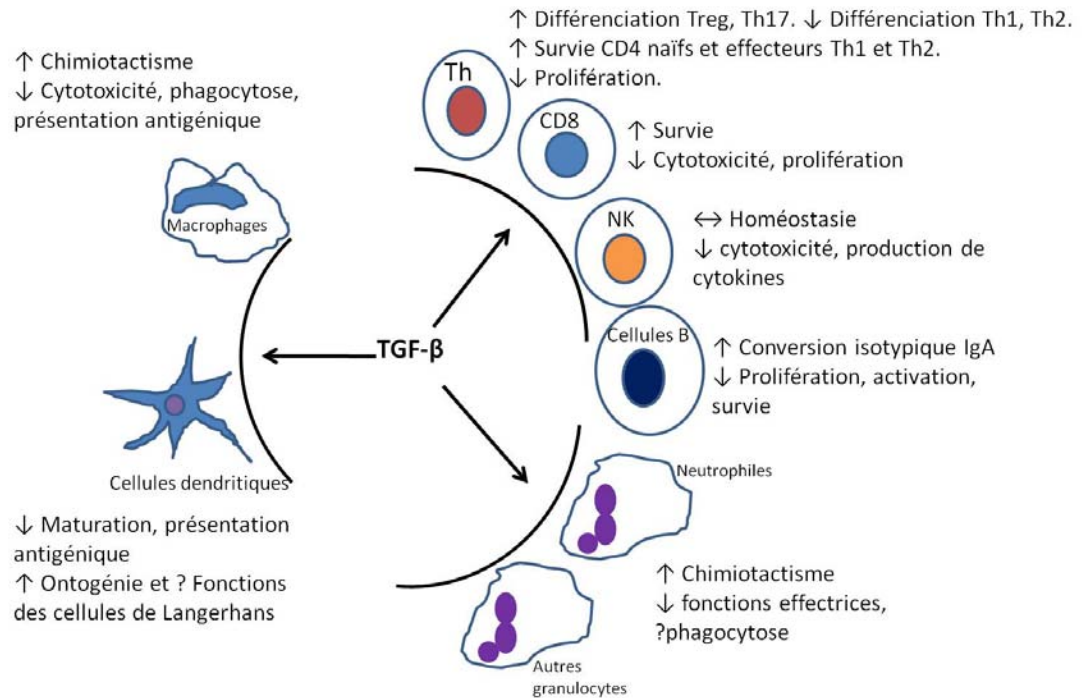 ↑ Différenciation Treg, Th17. ↓ Différenciation Th1, Th2.
↑ Survie CD4 naïfs et effecteurs Th1 et Th2.
↓ Prolifération.
Th
↑ Chimiotactisme
↓ Cytotoxicité, phagocytose,
présentation antigénique
Macrophages
CD8
↑ Survie
↓ Cytotoxicité, prolifération
NK
↔ Homéostasie
↓ cytotoxicité, production de
cytokines
TGF-β
Cellules B
↑ Conversion isotypique IgA
↓ Prolifération, activation,
survie
Cellules dendritiques
↓ Maturation, présentation
antigénique
↑ Ontogénie et ? Fonctions
des cellules de Langerhans
Neutrophiles
↑ Chimiotactisme
↓ fonctions effectrices,
?phagocytose
Autres
granulocytes